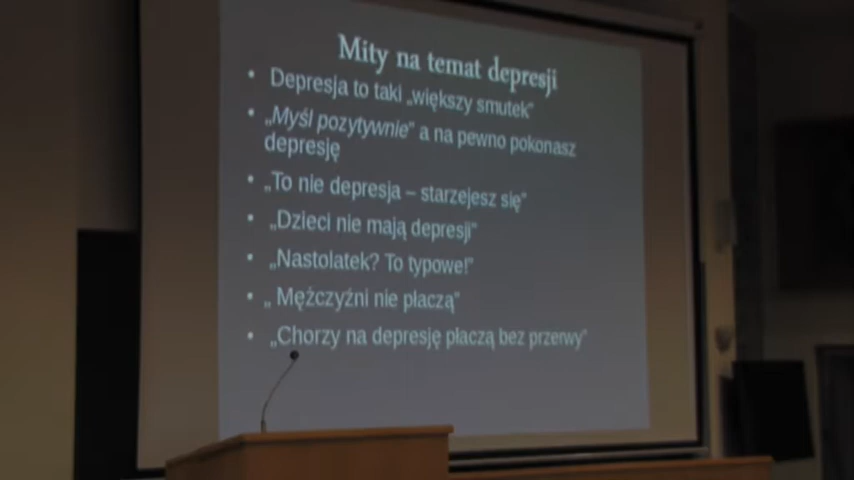 Mity na temat depresji
• Depresja to taki „większy smutek”
• „Myśl pozytywnie” a na pewno pokonasz
depresję
• „To nie depresja – starzejesz się”
• „Dzieci nie mają depresji”
• „Nastolatek? To typowe!”
• „ Mężczyźni nie płaczą”
• „Chorzy na depresję płaczą bez przerwy”